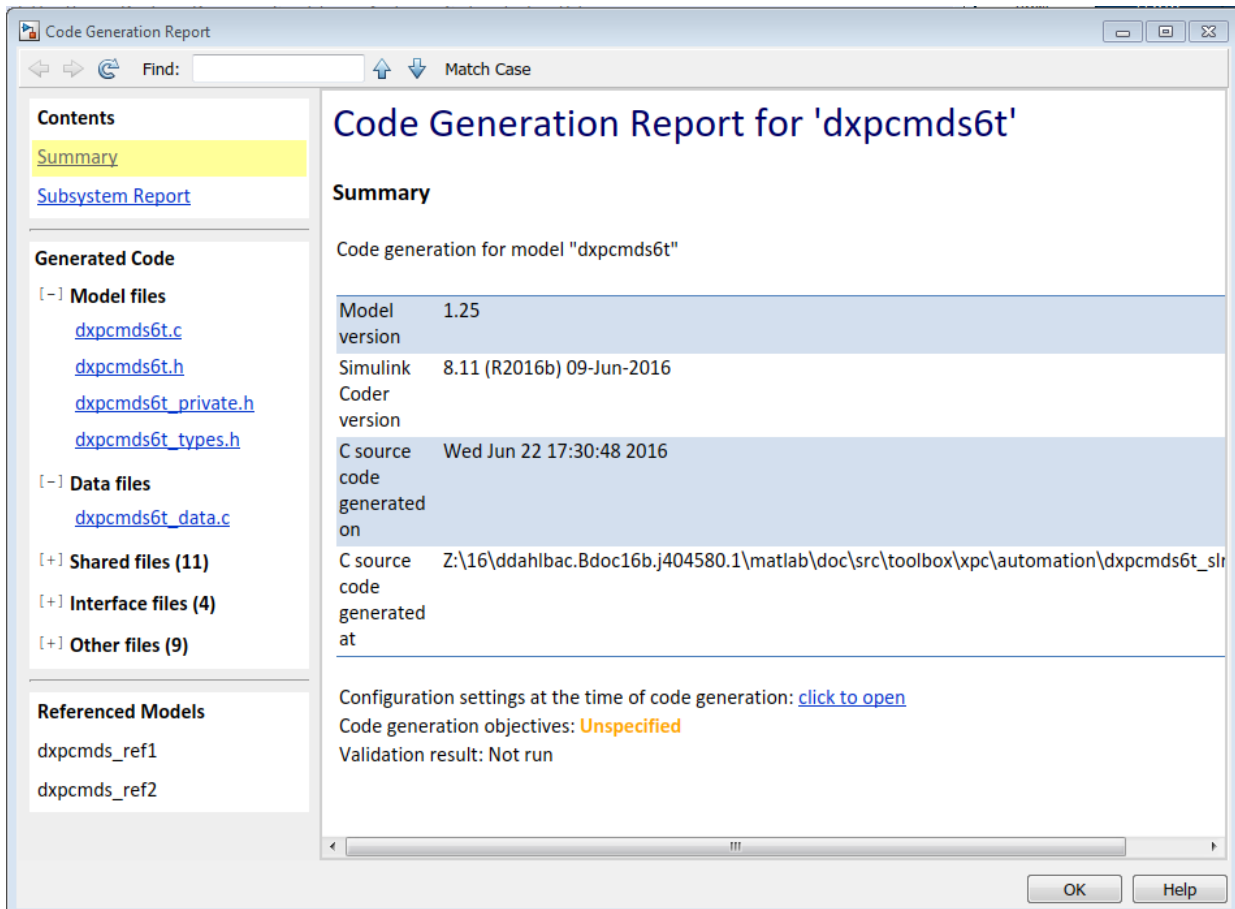 Code Generation Report
Find:
Match Case
Contents
Summary
Subsystem Report
Generated Code
[-] Model files
dxpcmds6t.c
dxpcmds6t.h
dxpcmds6t_private.h
dxpcmds6t_types.h
[-] Data files
dxpcmds6t_data.c
[+] Shared files (11)
[+] Interface files (4)
[+] Other files (9)
Referenced Models
dxpcmds_ref1
dxpcmds_ref2
Code Generation Report for 'dxpcmds6t'
Summary
Code generation for model "dxpcmds6t"
Model 1.25
version
Simulink 8.11 (R2016b) 09-Jun-2016
Coder
version
C source Wed Jun 22 17:30:48 2016
code
generated
on
C source Z:\16\ddahlbac.Bdoc16b.j404580.1\matlab\doc\src\toolbox\xpc\automation\dxpcmds6t_slr
code
generated
at
Configuration settings at the time of code generation: click to open
Code generation objectives: Unspecified
Validation result: Not run
OK
Help